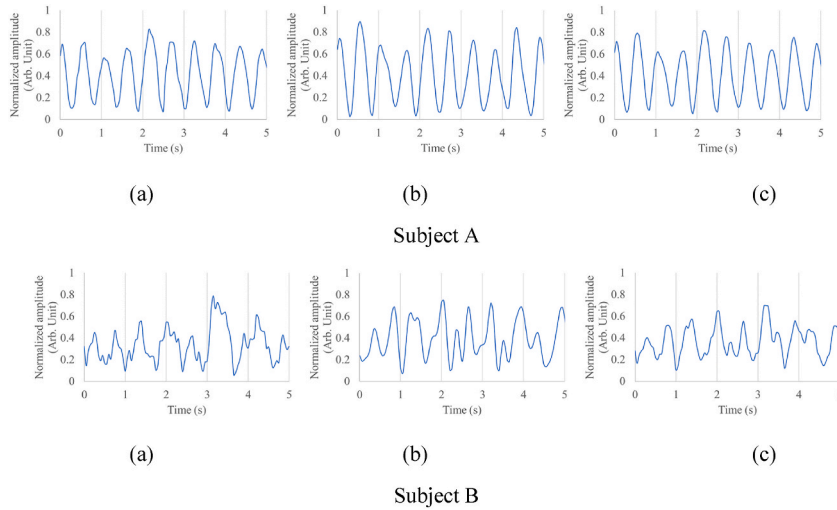 Normalized amplitude
(Arb. Unit)
1
0.8
0.6
0.4
0.2
0
0 1 2 3 4 5
Time (s)
(a)
Normalized amplitude
(Arb. Unit)
1
0.8
0.6
0.4
0.2
0
0 1 2 3 4 5
Time (s)
(b)
Normalized amplitude
(Arb. Unit)
1
0.8
0.6
0.4
0.2
0
0 1 2 3 4 5
Time (s)
(c)
Subject A
Normalized amplitude
(Arb. Unit)
1
0.8
0.6
0.4
0.2
0
0 1 2 3 4 5
Time (s)
(a)
Normalized amplitude
(Arb. Unit)
1
0.8
0.6
0.4
0.2
0
0 1 2 3 4 5
Time (s)
(b)
Normalized amplitude
(Arb. Unit)
1
0.8
0.6
0.4
0.2
0
0 1 2 3 4 5
Time (s)
(c)
Subject B